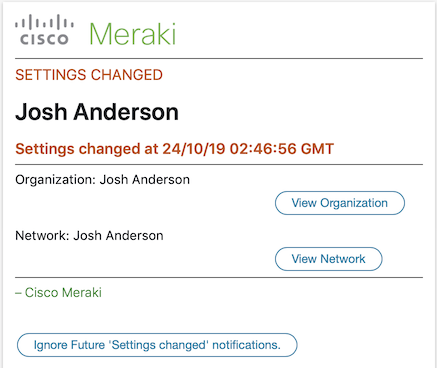 CISCO Meraki
SETTINGS CHANGED
Josh Anderson
Settings changed at 24/10/19 02:46:56 GMT
Organization: Josh Anderson
View Organization
Network: Josh Anderson
View Network
– Cisco Meraki
Ignore Future 'Settings changed' notifications.